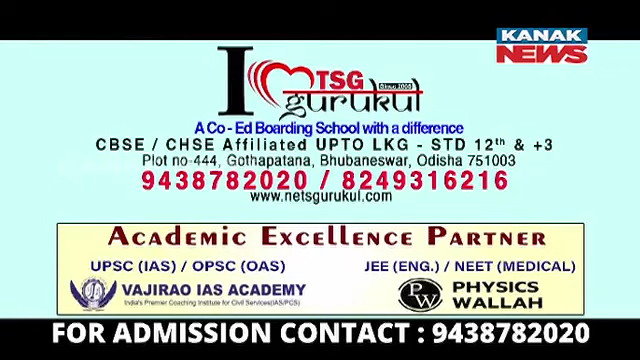 KANAK
NEWS
I TSG Since 2005
gurukul
A Co - Ed Boarding School with a difference
CBSE / CHSE Affiliated UPTO LKG - STD 12th & +3
Plot no-444, Gothapatana, Bhubaneswar, Odisha 751003
9438782020 / 8249316216
www.netsgurukul.com
ACADEMIC EXCELLENCE PARTNER
UPSC (IAS) / OPSC (OAS) JEE (ENG.) / NEET (MEDICAL)
VAJIRAO IAS ACADEMY
India's Premier Coaching Institute for Civil Services(IAS/PCS)
PW PHYSICS
WALLAH
FOR ADMISSION CONTACT : 9438782020